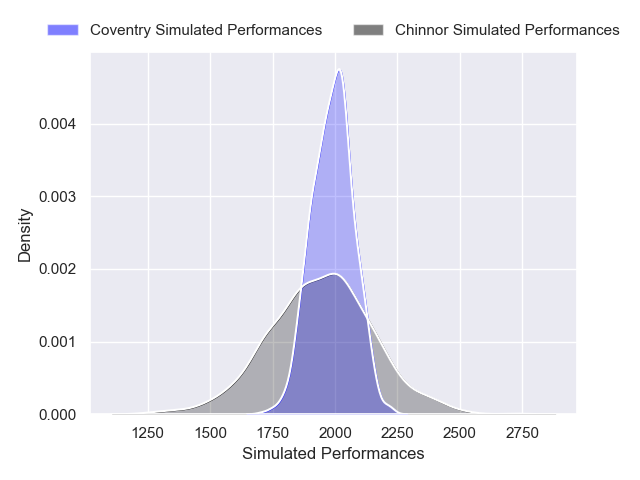 Coventry Simulated Performances Chinnor Simulated Performances
0.004
0.003
0.002
0.001
0.000
Density
1250 1500 1750 2000 2250 2500 2750
Simulated Performances